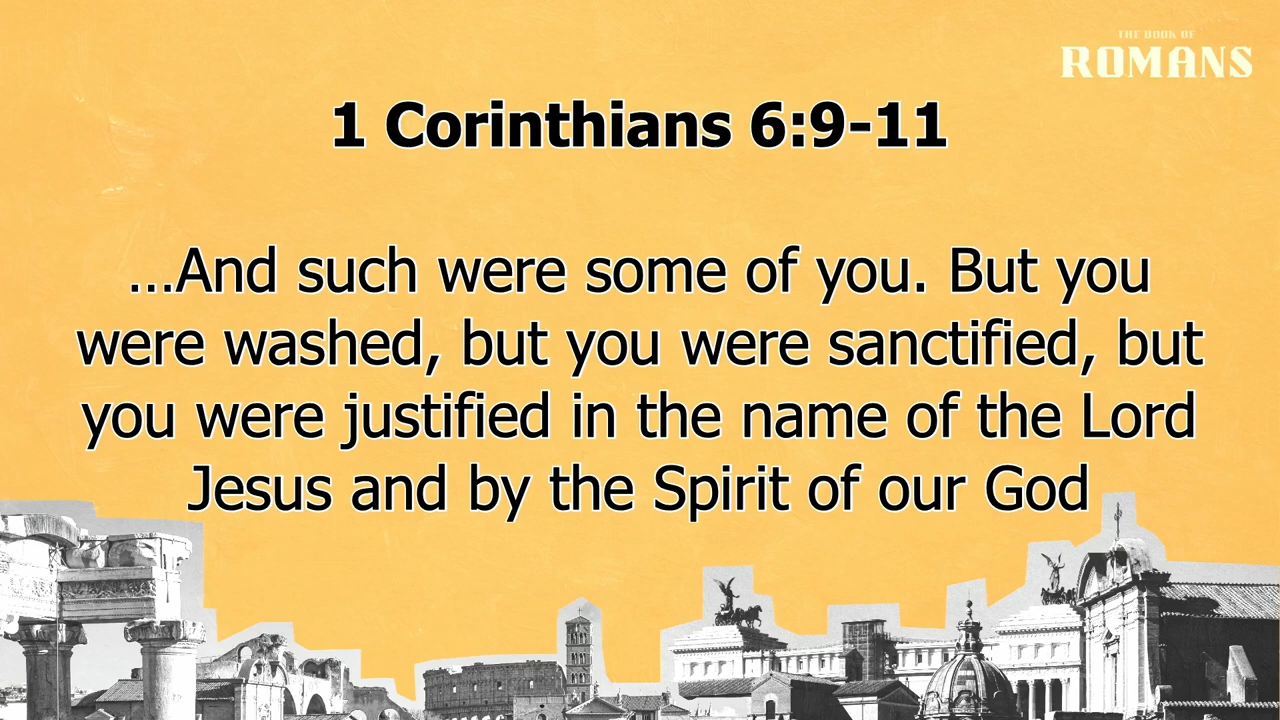 THE BOOK OF
ROMANS
1 Corinthians 6:9-11
...And such were some of you. But you
were washed, but you were sanctified, but
you were justified in the name of the Lord
Jesus and by the Spirit of our God